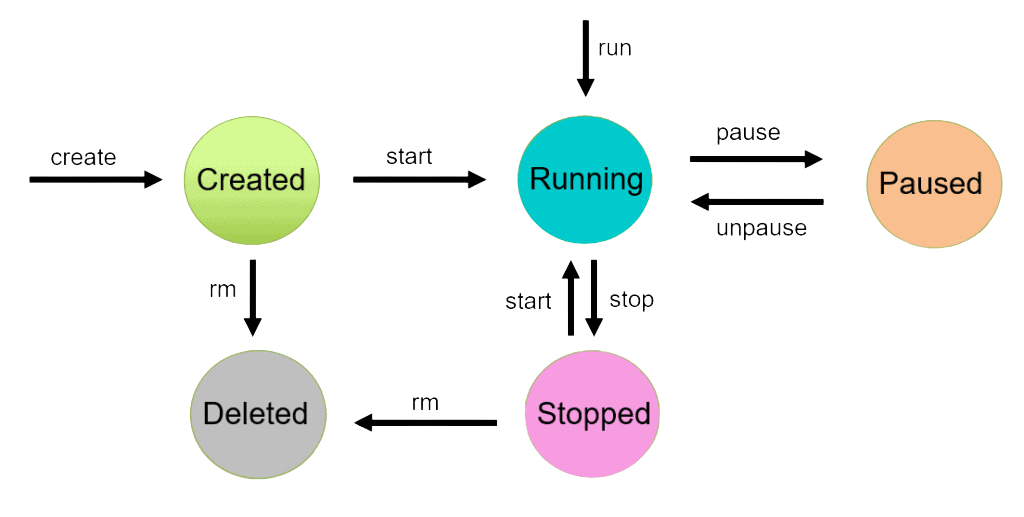 run
create
Created
start
Running
pause
unpause
Paused
rm
start
stop
Deleted
rm
Stopped